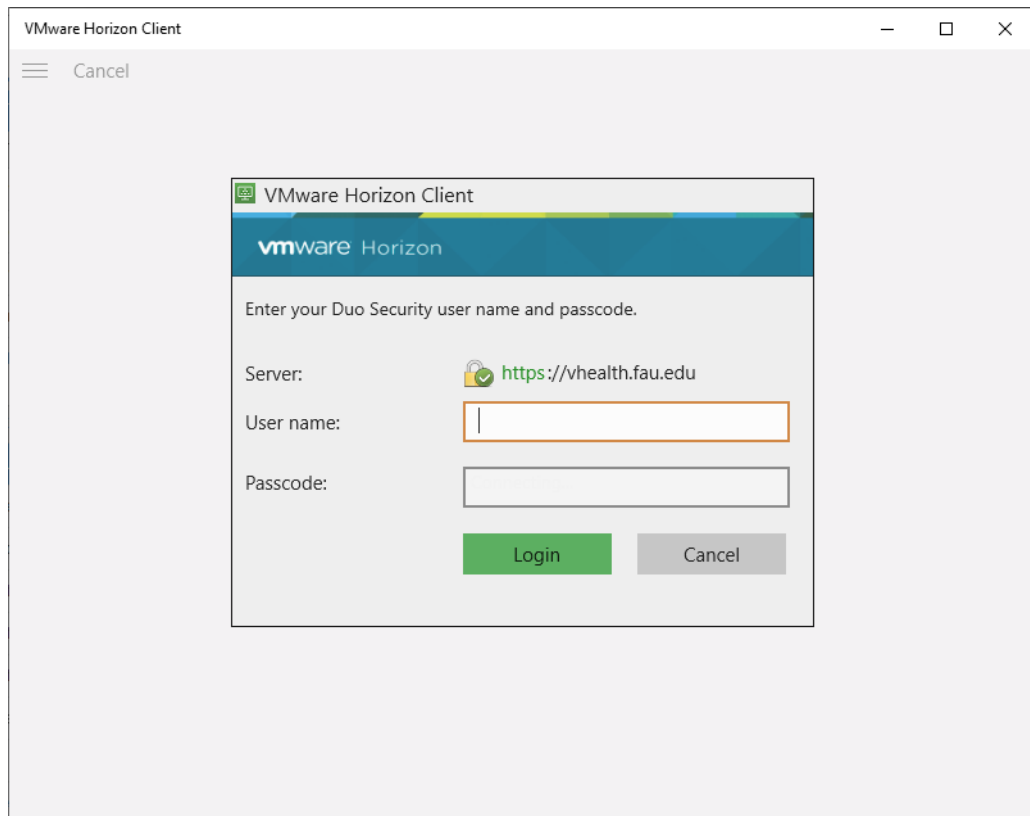 VMware Horizon Client
Cancel
VMware Horizon Client
vmware Horizon
Enter your Duo Security user name and passcode.
Server: https://vhealth.fau.edu
User name:
Passcode:
Login Cancel